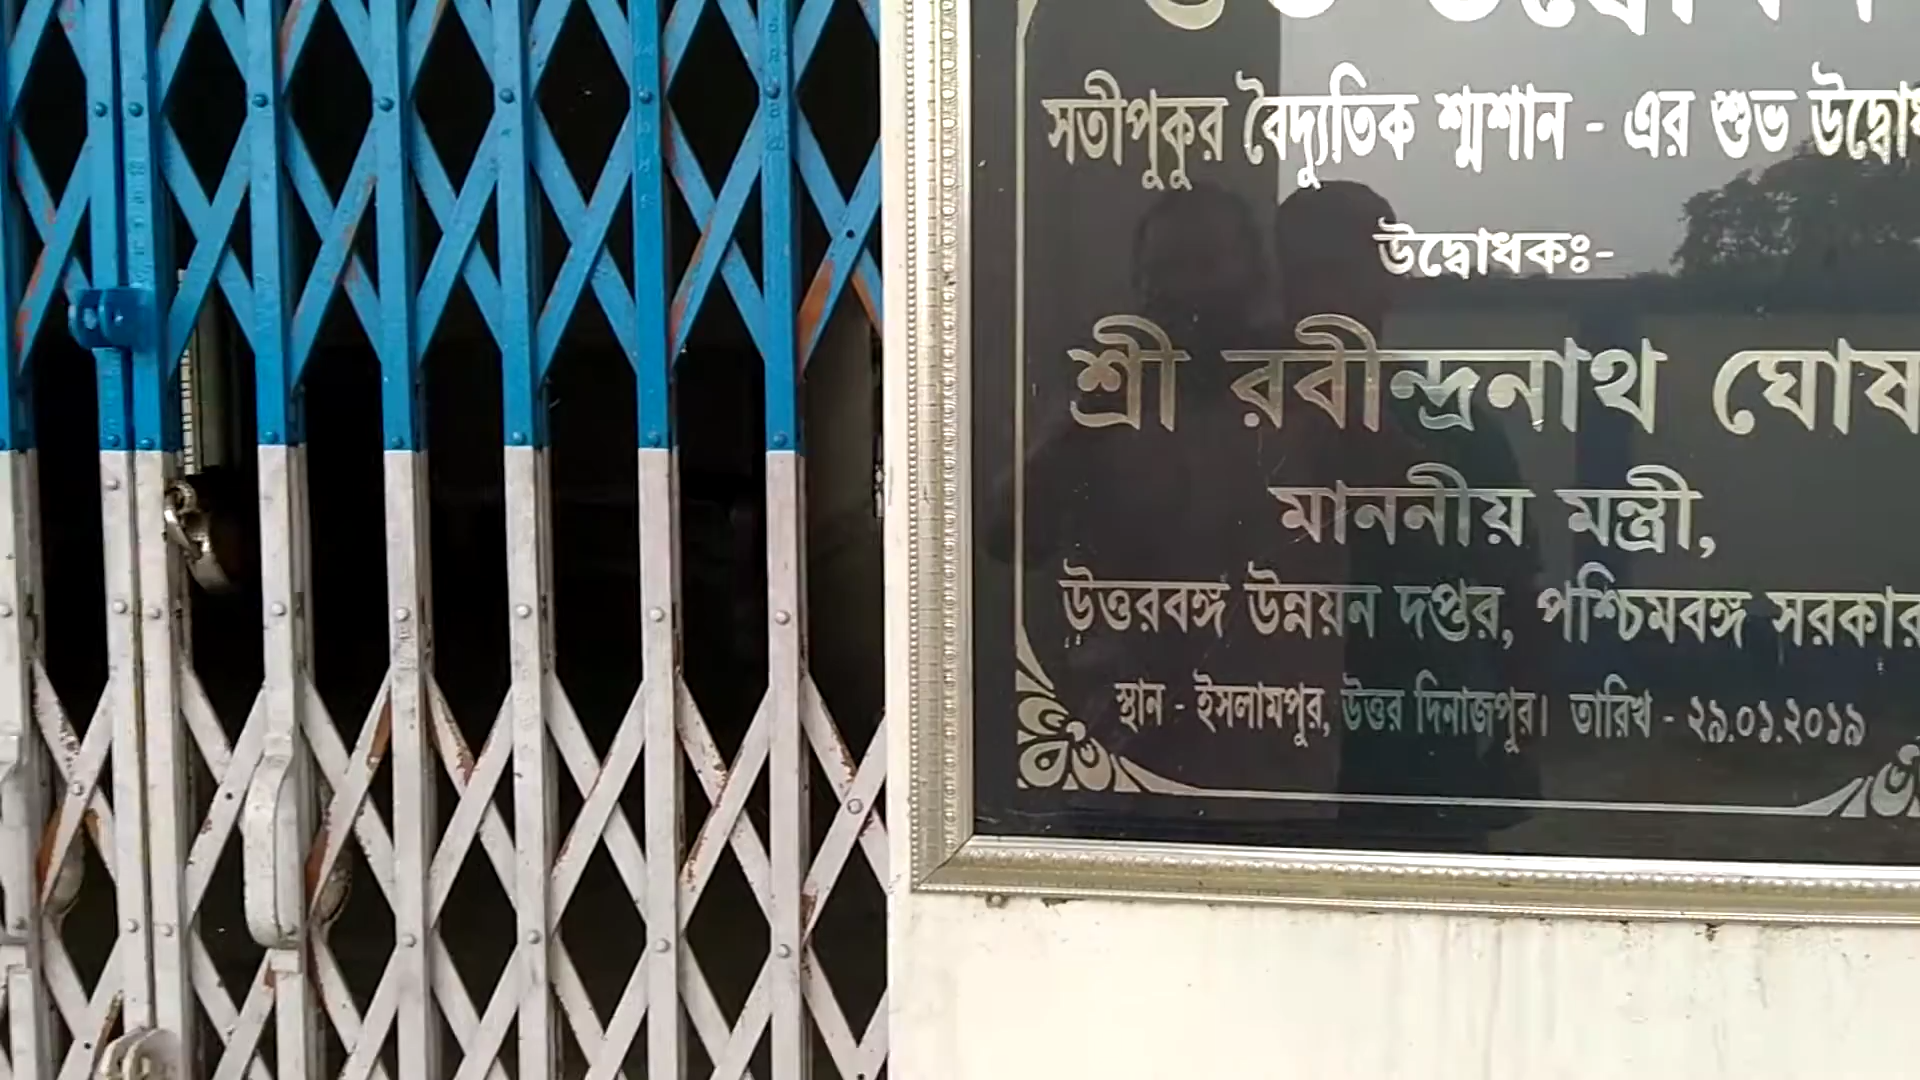 সতীপুকুর বৈদ্যুতিক শ্মশান - এর শুভ
উদ্বোধকঃ-
শ্রী রবীন্দ্রনাথ ঘোষ
মাননীয় মন্ত্রী,
উত্তরবঙ্গ উন্নয়ন দপ্তর, পশ্চিমবঙ্গ সরকার
স্থান - ইসলামপুর, উত্তর দিনাজপুর। তারিখ - ২৯.০১.২০১৯